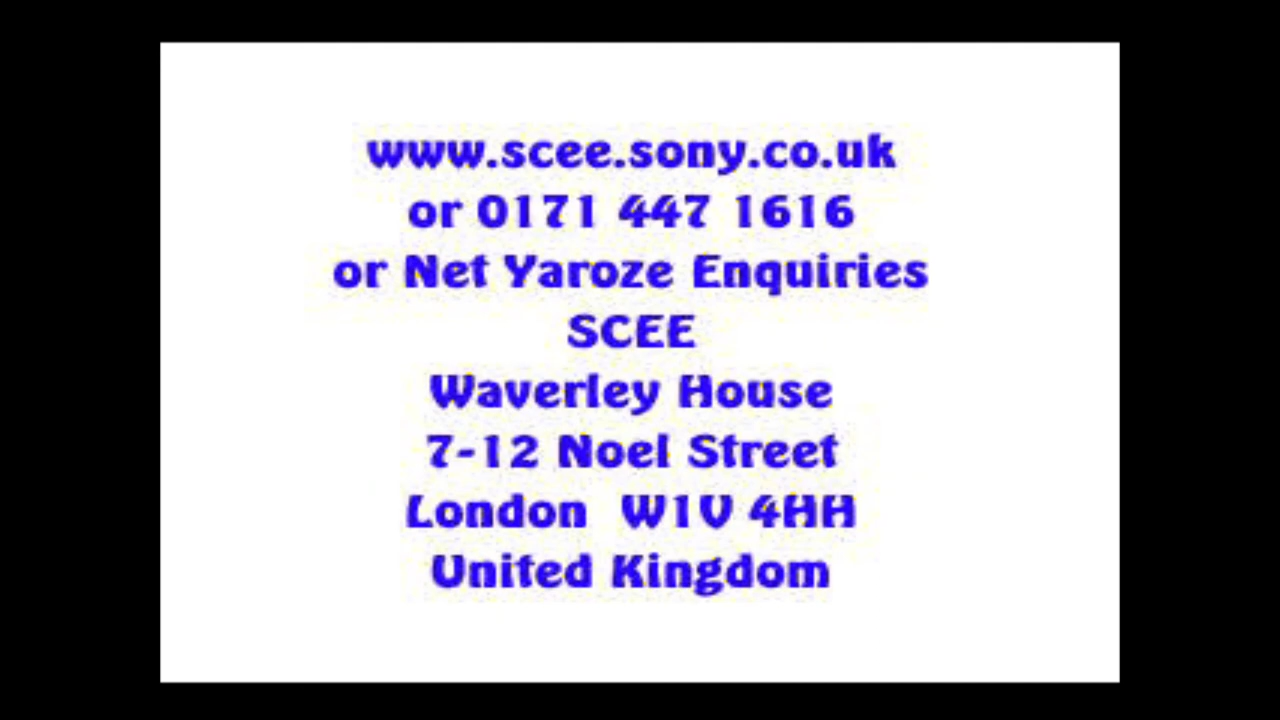 www.scee.sony.co.uk
or 0171 447 1616
or Net Yaroze Enquiries
SCEE
Waverley House
7-12 Noel Street
London W1V 4HH
United Kingdom